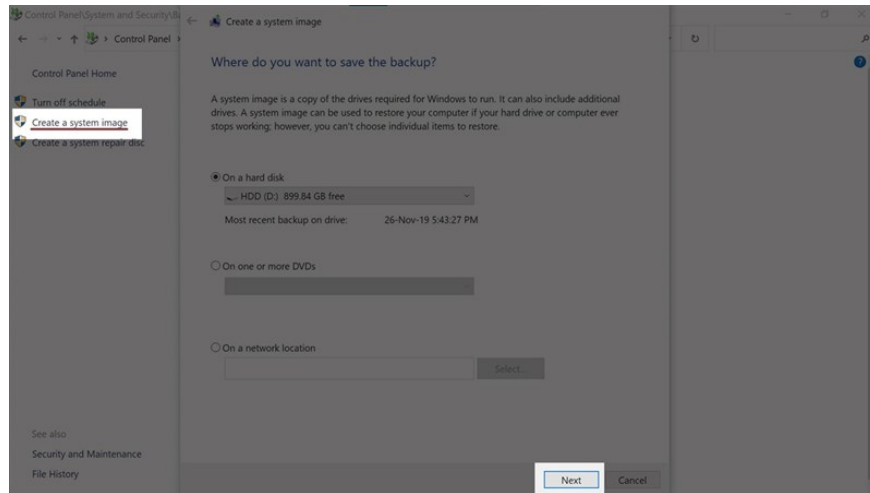 Control Panel\System and Security\Ba
Create a system image
Control Panel
Control Panel Home
Turn off schedule
Create a system image
Create a system repair disc
See also
Security and Maintenance
File History
Where do you want to save the backup?
A system image is a copy of the drives required for Windows to run. It can also include additional
drives. A system image can be used to restore your computer if your hard drive or computer ever
stops working; however, you can't choose individual items to restore.
On a hard disk
HDD (D:) 899.84 GB free
Most recent backup on drive: 26-Nov-19 5:43:27 PM
On one or more DVDs
On a network location
Select...
Next Cancel